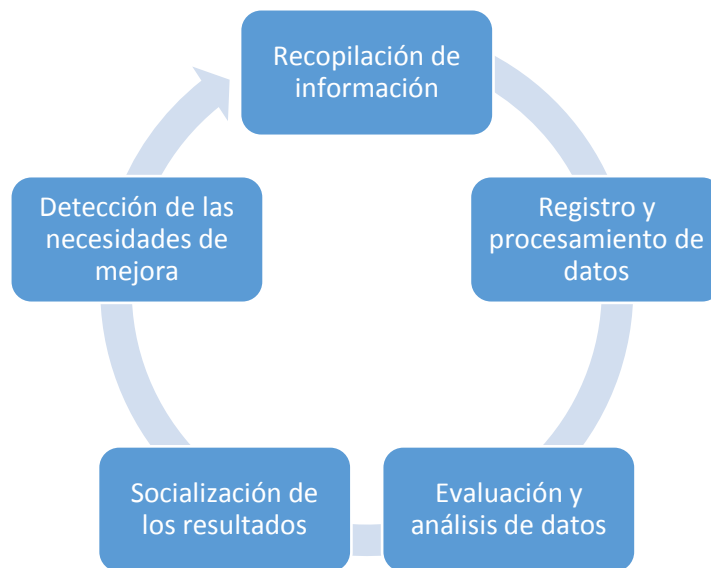 Recopilación de
información
Registro y
procesamiento de
datos
Evaluación y
análisis de datos
Socialización de
los resultados
Detección de las
necesidades de
mejora